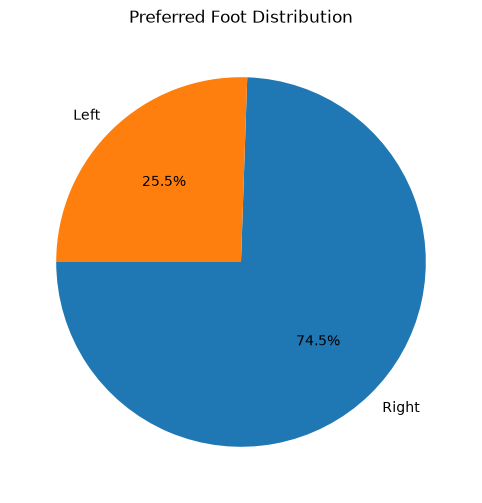 Preferred Foot Distribution
Left
25.5%
74.5%
Right